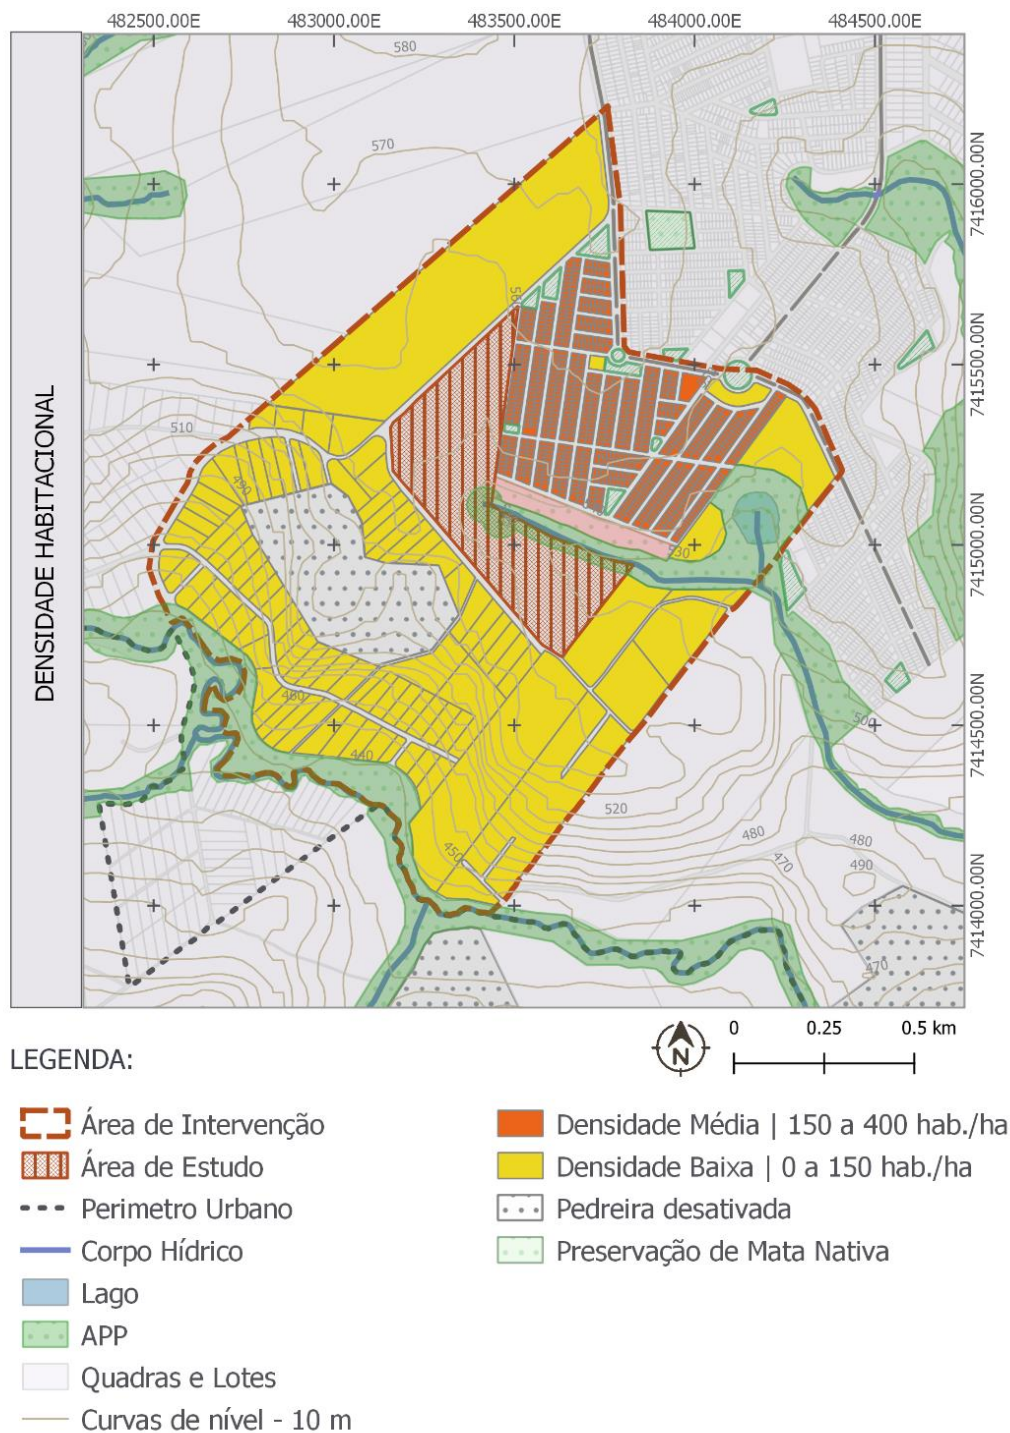 482500.00E 483000.00E 483500.00E 484000.00E 484500.00E
580
570
7416000.00N
56
7415500.00N
510
490
DENSIDADE HABITACIONAL
7415000.00N
530
460
7414500.00N
500
440
520
450
480
480
470
490
7414000.00N
470
0 0.25 0.5 km
N
LEGENDA:
Área de Intervenção
Área de Estudo
Perimetro Urbano
Corpo Hídrico
Lago
APP
Quadras e Lotes
Curvas de nível - 10 m
Densidade Média | 150 a 400 hab./ha
Densidade Baixa | 0 a 150 hab./ha
Pedreira desativada
Preservação de Mata Nativa